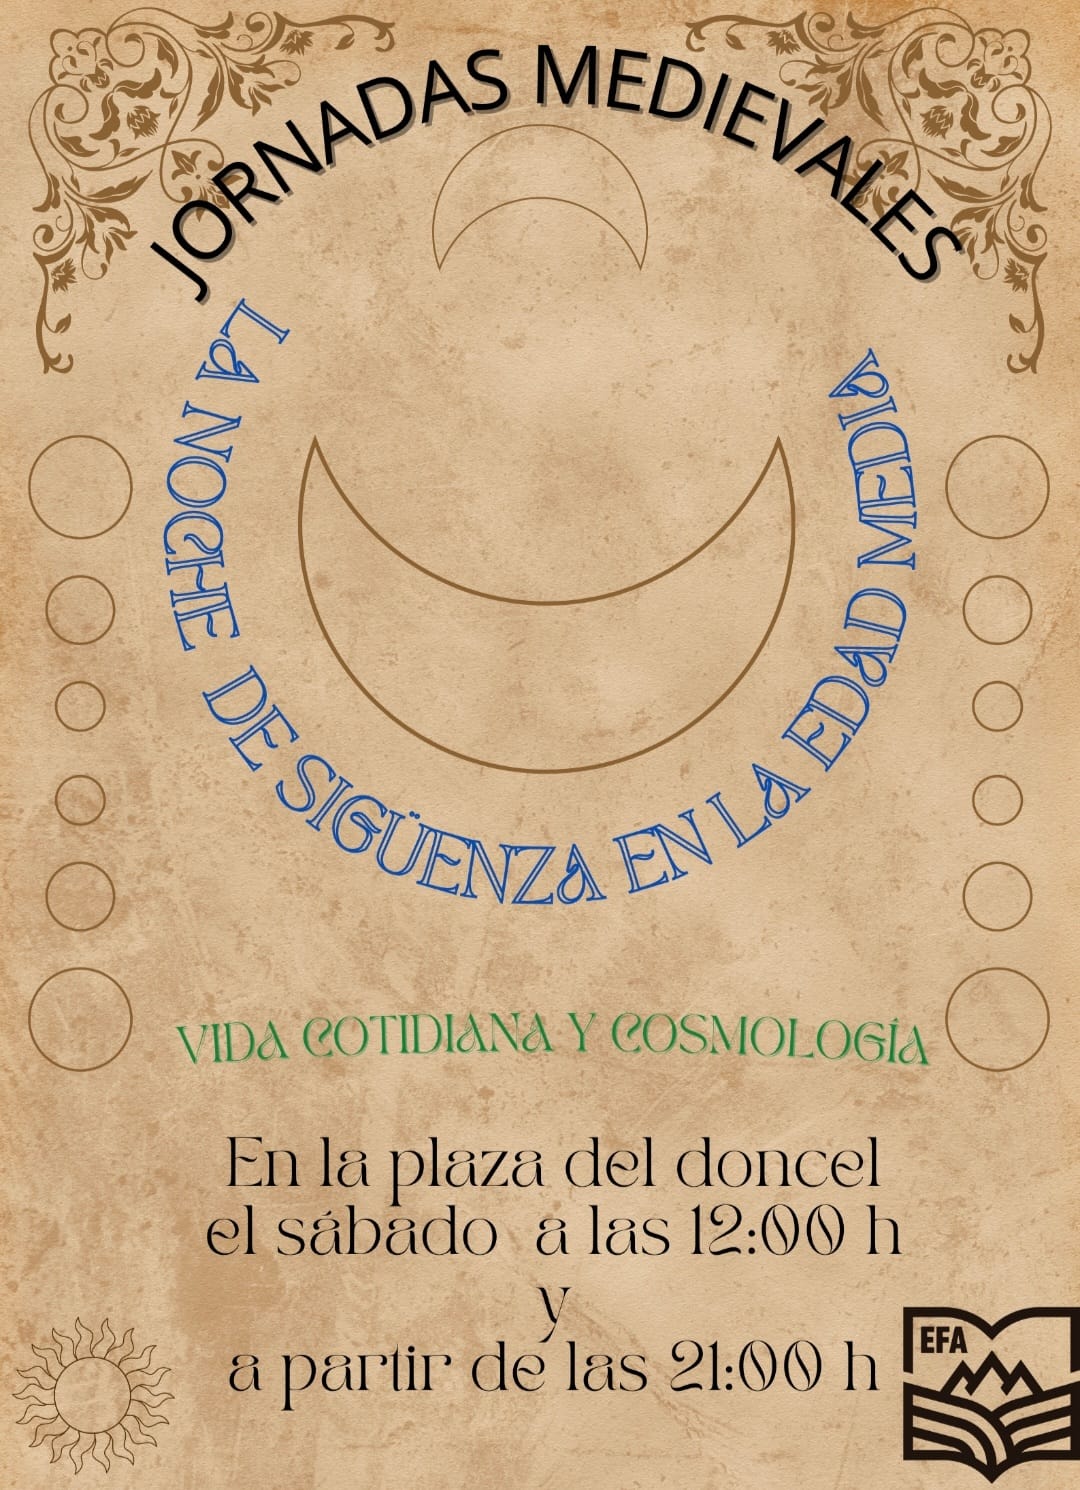 JORNADAS MEDIEVALES
LA NOCHE DE SIGÜENZA EN LA EDAD MEDIA
VIDA COTIDIANA Y COSMOLOGÍA
En la plaza del doncel
el sábado a las 12:00 h
y
a partir de las 21:00 h
EFA